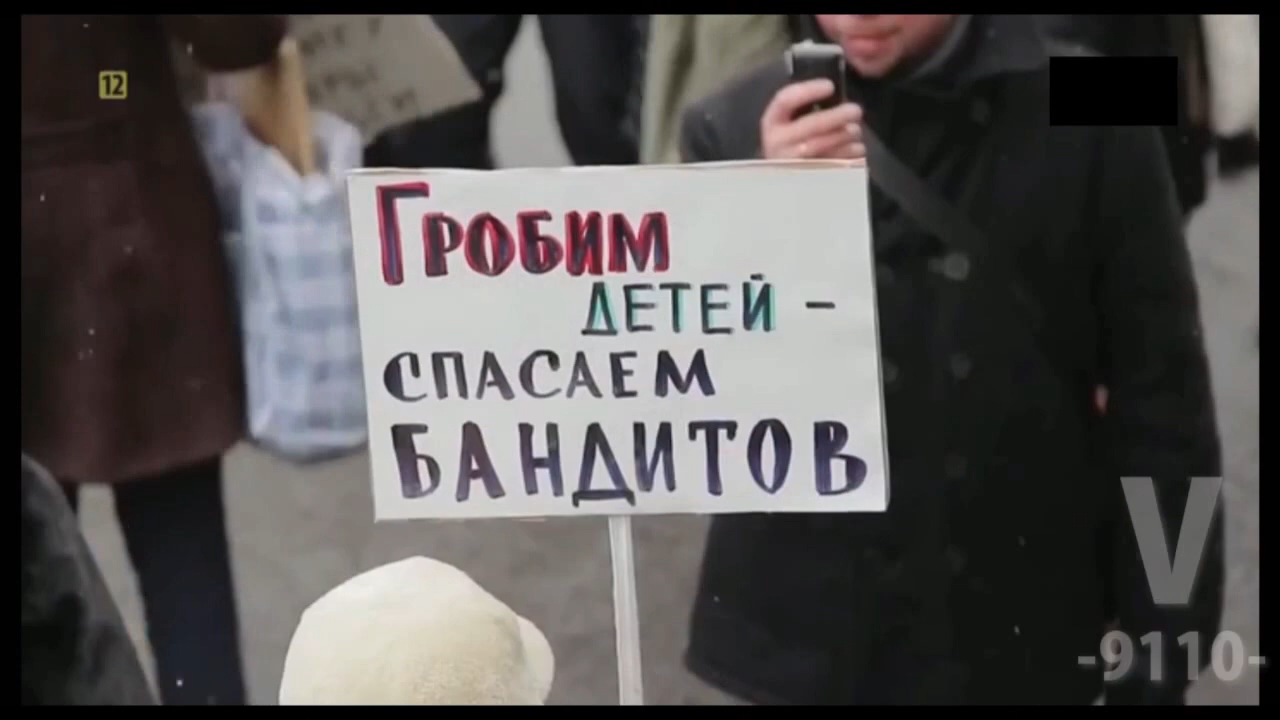 12
Гробим
детей -
спасаем
бандитов
V
-9110-